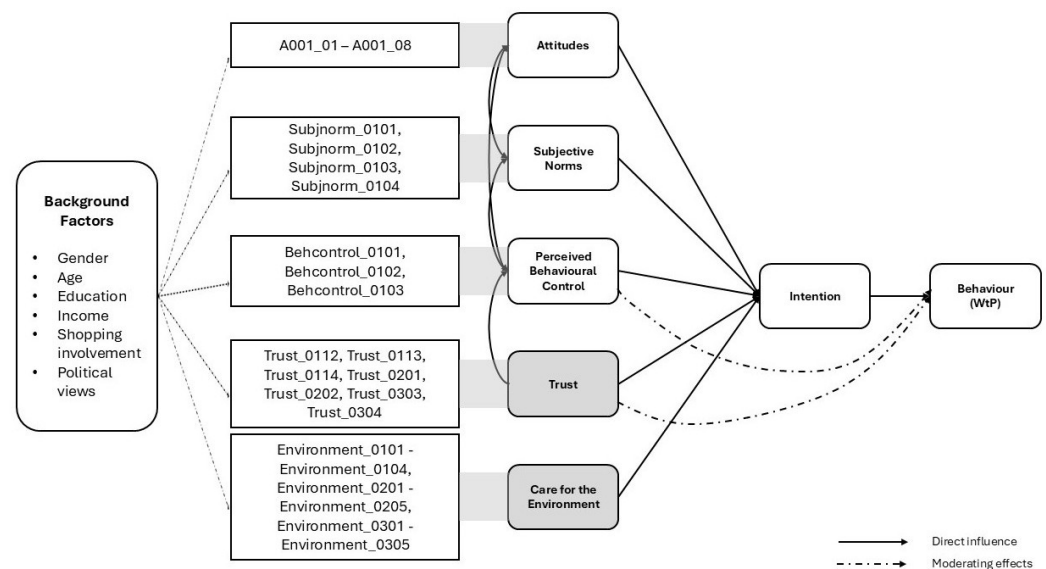 Background
Factors
• Gender
• Age
• Education
• Income
• Shopping
involvement
• Political
views
A001_01 – A001_08
Subjnorm_0101,
Subjnorm_0102,
Subjnorm_0103,
Subjnorm_0104
Behcontrol_0101,
Behcontrol_0102,
Behcontrol_0103
Trust_0112, Trust_0113,
Trust_0114, Trust_0201,
Trust_0202, Trust_0303,
Trust_0304
Environment_0101 -
Environment_0104,
Environment_0201 -
Environment_0205,
Environment_0301 -
Environment_0305
Attitudes
Subjective
Norms
Perceived
Behavioural
Control
Trust
Care for the
Environment
Intention
Behaviour
(WtP)
Direct influence
Moderating effects